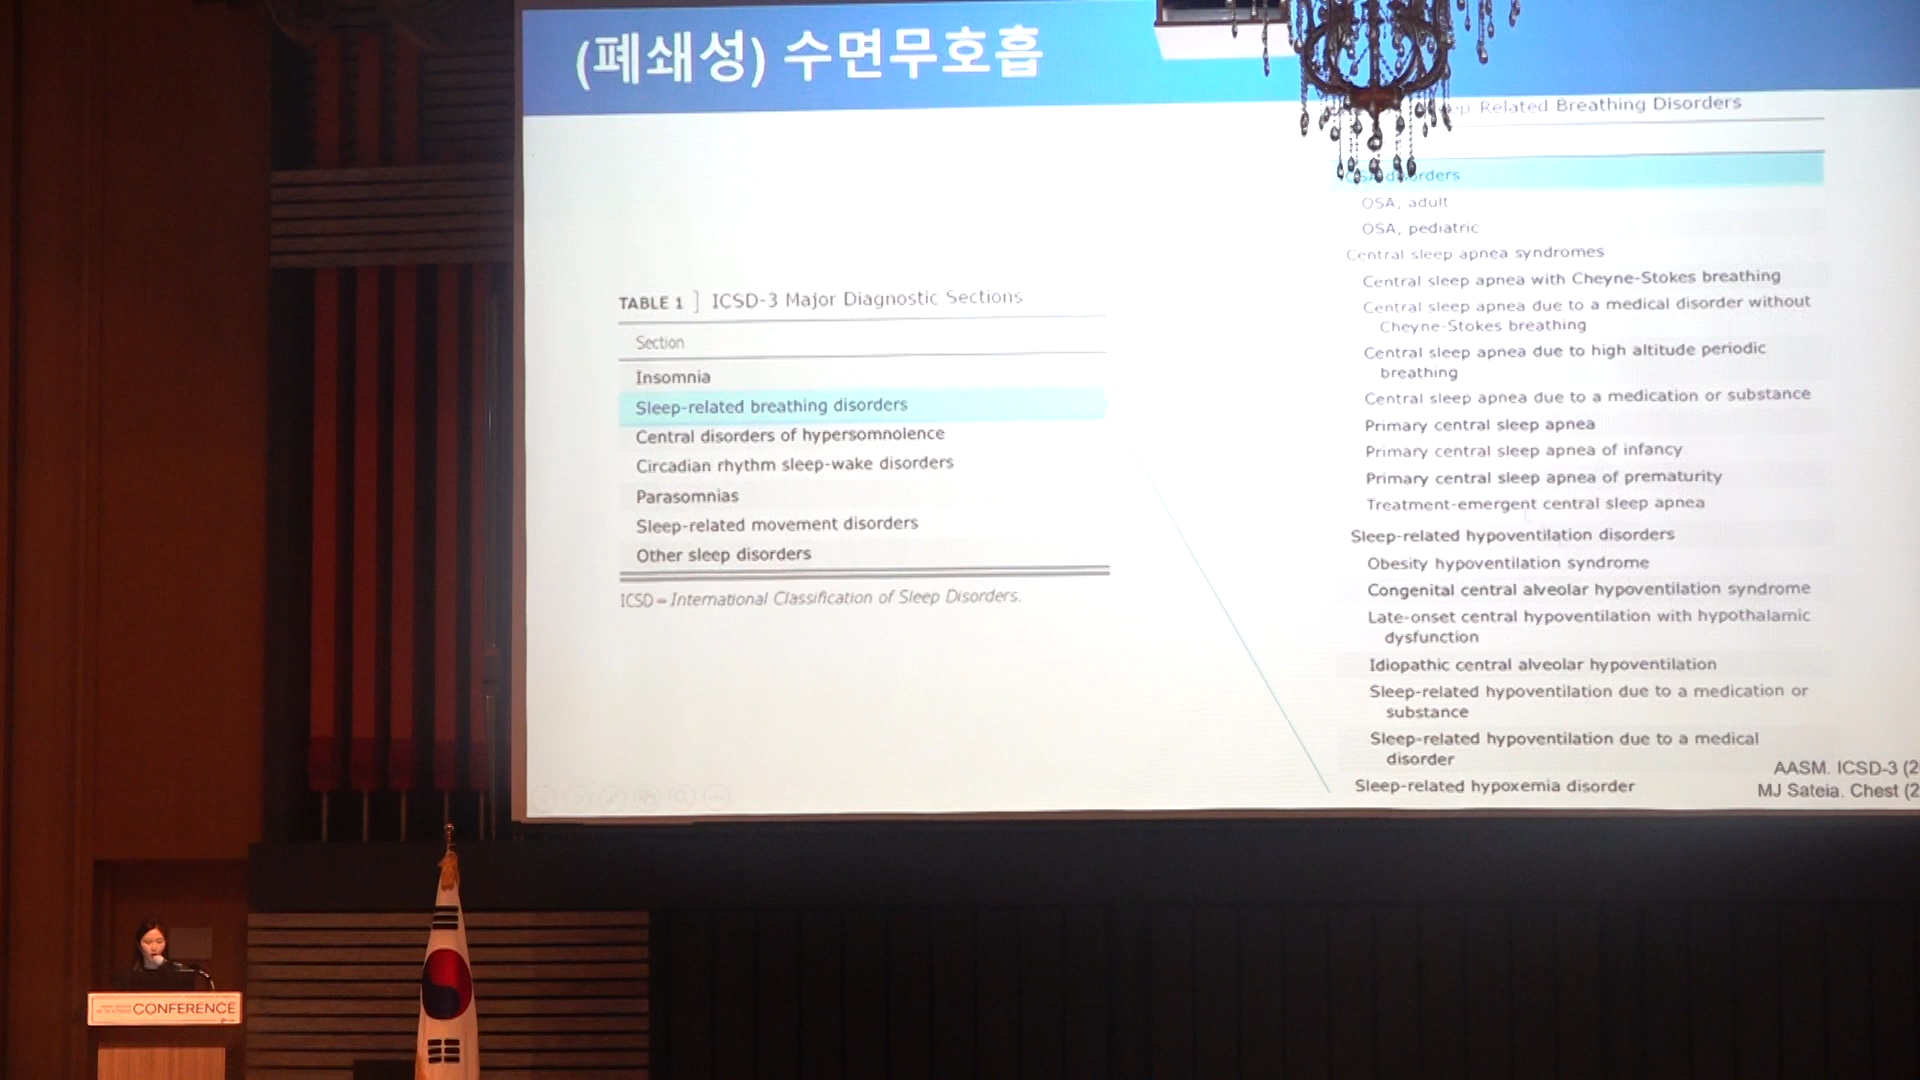 (폐쇄성) 수면무호흡
TABLE 1 ] ICSD-3 Major Diagnostic Sections
Section
Insomnia
Sleep-related breathing disorders
Central disorders of hypersomnolence
Circadian rhythm sleep-wake disorders
Parasomnias
Sleep-related movement disorders
Other sleep disorders
ICSD = International Classification of Sleep Disorders.
Related Breathing Disorders
OSA disorders
OSA, adult
OSA, pediatric
Central sleep apnea syndromes
Central sleep apnea with Cheyne-Stokes breathing
Central sleep apnea due to a medical disorder without
Cheyne-Stokes breathing
Central sleep apnea due to high altitude periodic
breathing
Central sleep apnea due to a medication or substance
Primary central sleep apnea
Primary central sleep apnea of infancy
Primary central sleep apnea of prematurity
Treatment-emergent central sleep apnea
Sleep-related hypoventilation disorders
Obesity hypoventilation syndrome
Congenital central alveolar hypoventilation syndrome
Late-onset central hypoventilation with hypothalamic
dysfunction
Idiopathic central alveolar hypoventilation
Sleep-related hypoventilation due to a medication or
substance
Sleep-related hypoventilation due to a medical
disorder
Sleep-related hypoxemia disorder
AASM. ICSD-3 (2
MJ Sateia. Chest (2
CONFERENCE